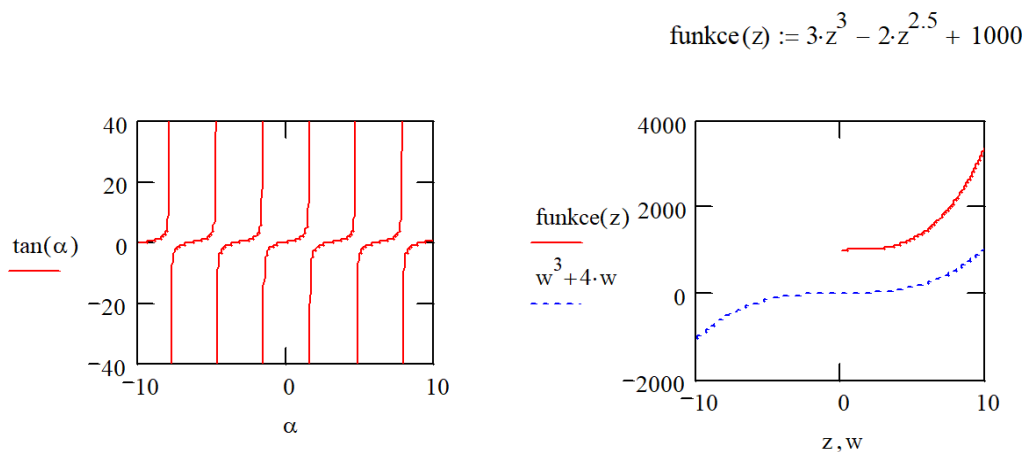 funkce(z) := 3·z^3 − 2·z^2.5 + 1000
40
20
tan(α)
0
−20
−40
−10
0
10
α
4000
funkce(z)
2000
w^3+4·w
0
−2000
−10
0
10
z,w